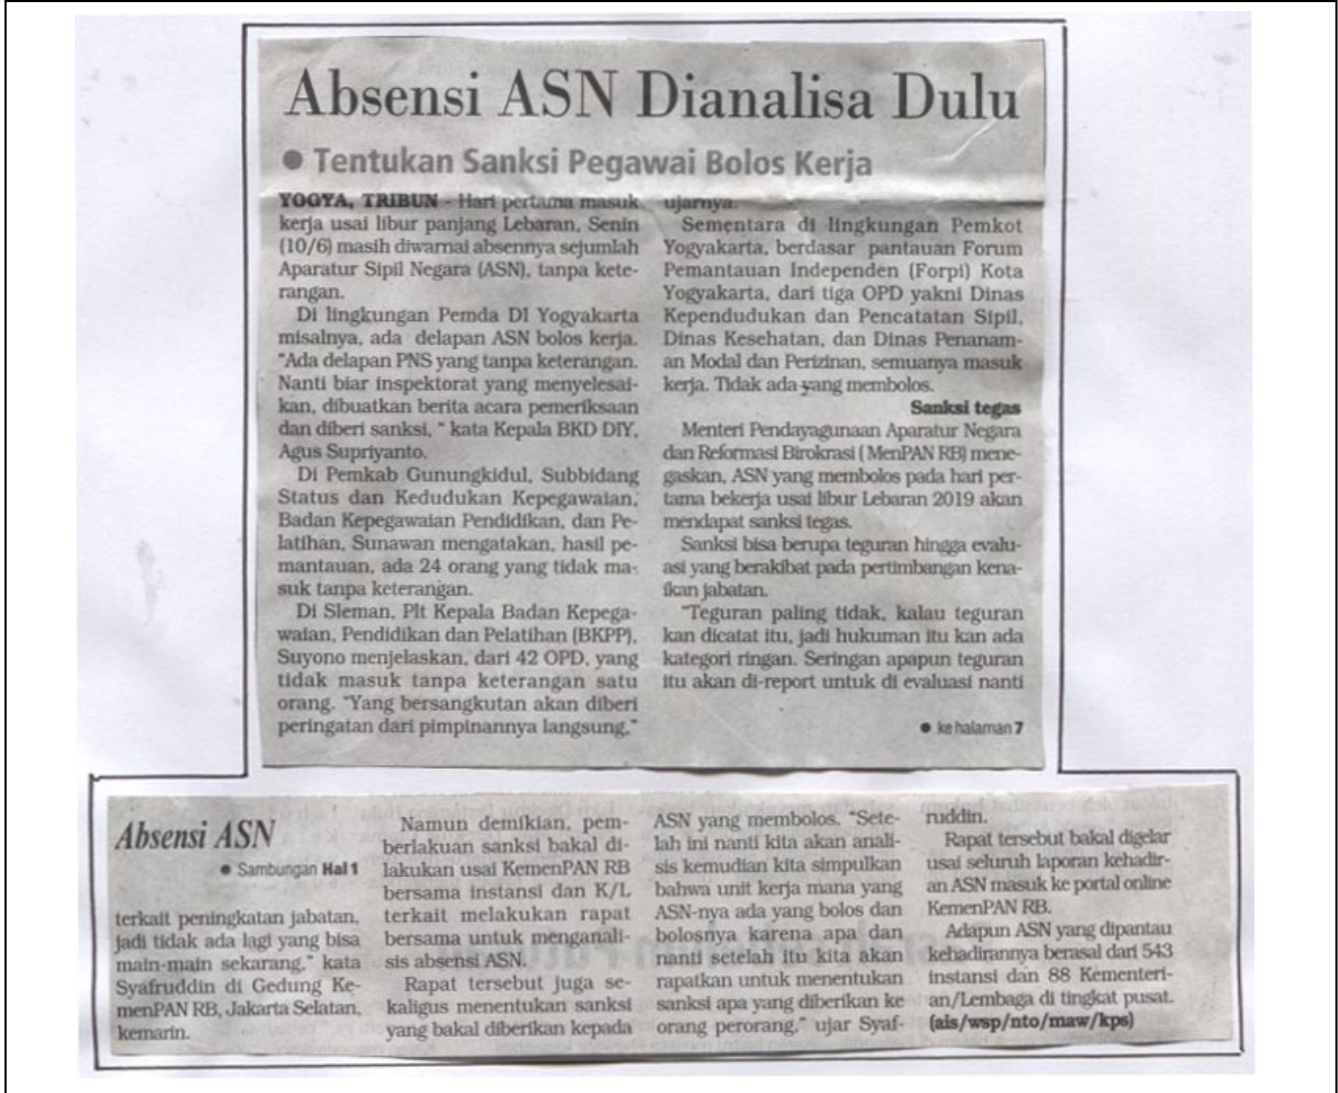 Absensi ASN Dianalisa Dulu
● Tentukan Sanksi Pegawai Bolos Kerja
YOGYA, TRIBUN - Hari pertama masuk
kerja usai libur panjang Lebaran, Senin
(10/6) masih diwarnai absennya sejumlah
Aparatur Sipil Negara (ASN), tanpa kete-
rangan.
Di lingkungan Pemda DI Yogyakarta
misalnya, ada delapan ASN bolos kerja.
"Ada delapan PNS yang tanpa keterangan.
Nanti biar inspektorat yang menyelesai-
kan, dibuatkan berita acara pemeriksaan
dan diberi sanksi, " kata Kepala BKD DIY,
Agus Supriyanto.
Di Pemkab Gunungkidul, Subbidang
Status dan Kedudukan Kepegawaian,
Badan Kepegawaian Pendidikan, dan Pe-
latihan, Sunawan mengatakan, hasil pe-
mantauan, ada 24 orang yang tidak ma-
suk tanpa keterangan.
Di Sleman, Plt Kepala Badan Kepega-
waian, Pendidikan dan Pelatihan (BKPP),
Suyono menjelaskan, dari 42 OPD, yang
tidak masuk tanpa keterangan satu
orang. "Yang bersangkutan akan diberi
peringatan dari pimpinannya langsung,"
ujarnya.
Sementara di lingkungan Pemkot
Yogyakarta, berdasar pantauan Forum
Pemantauan Independen (Forpi) Kota
Yogyakarta, dari tiga OPD yakni Dinas
Kependudukan dan Pencatatan Sipil,
Dinas Kesehatan, dan Dinas Penanam-
an Modal dan Perizinan, semuanya masuk
kerja. Tidak ada yang membolos.
Sanksi tegas
Menteri Pendayagunaan Aparatur Negara
dan Reformasi Birokrasi ( MenPAN RB) mene-
gaskan, ASN yang membolos pada hari per-
tama bekerja usai libur Lebaran 2019 akan
mendapat sanksi tegas.
Sanksi bisa berupa teguran hingga evalu-
asi yang berakibat pada pertimbangan kena-
ikan jabatan.
"Teguran paling tidak, kalau teguran
kan dicatat itu, jadi hukuman itu kan ada
kategori ringan. Seringan apapun teguran
itu akan di-report untuk di evaluasi nanti
● ke halaman 7
Absensi ASN
● Sambungan Hal 1
terkait peningkatan jabatan,
jadi tidak ada lagi yang bisa
main-main sekarang," kata
Syafruddin di Gedung Ke-
menPAN RB, Jakarta Selatan,
kemarin.
Namun demikian, pem-
berlakuan sanksi bakal di-
lakukan usai KemenPAN RB
bersama instansi dan K/L
terkait melakukan rapat
bersama untuk menganali-
sis absensi ASN.
Rapat tersebut juga se-
kaligus menentukan sanksi
yang bakal diberikan kepada
ASN yang membolos. "Sete-
lah ini nanti kita akan anali-
sis kemudian kita simpulkan
bahwa unit kerja mana yang
ASN-nya ada yang bolos dan
bolosnya karena apa dan
nanti setelah itu kita akan
rapatkan untuk menentukan
sanksi apa yang diberikan ke
orang perorang," ujar Syaf-
ruddin.
Rapat tersebut bakal digelar
usai seluruh laporan kehadir-
an ASN masuk ke portal online
KemenPAN RB.
Adapun ASN yang dipantau
kehadirannya berasal dari 543
instansi dan 88 Kementeri-
an/Lembaga di tingkat pusat.
(ais/wsp/nto/maw/kps)